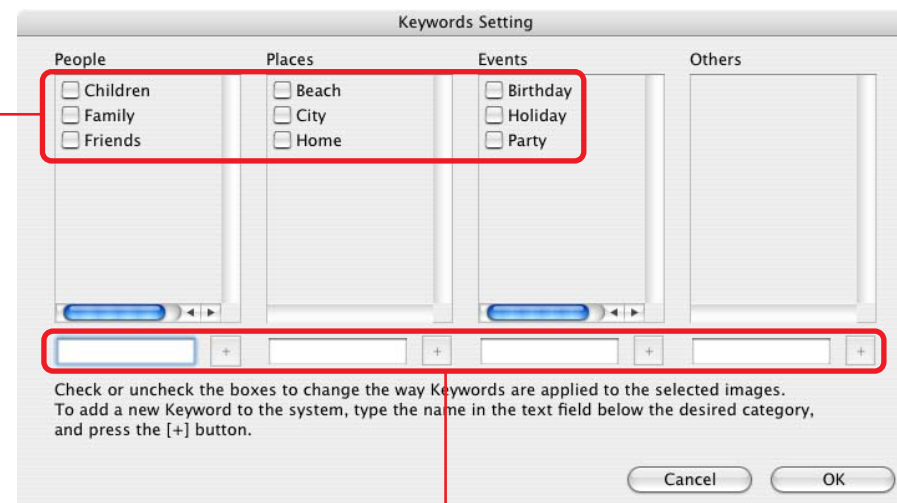 Keywords Setting
People Places Events Others
Children Beach Birthday
Family City Holiday
Friends Home Party
+ + + +
Check or uncheck the boxes to change the way Keywords are applied to the selected images.
To add a new Keyword to the system, type the name in the text field below the desired category,
and press the [+] button.
Cancel OK